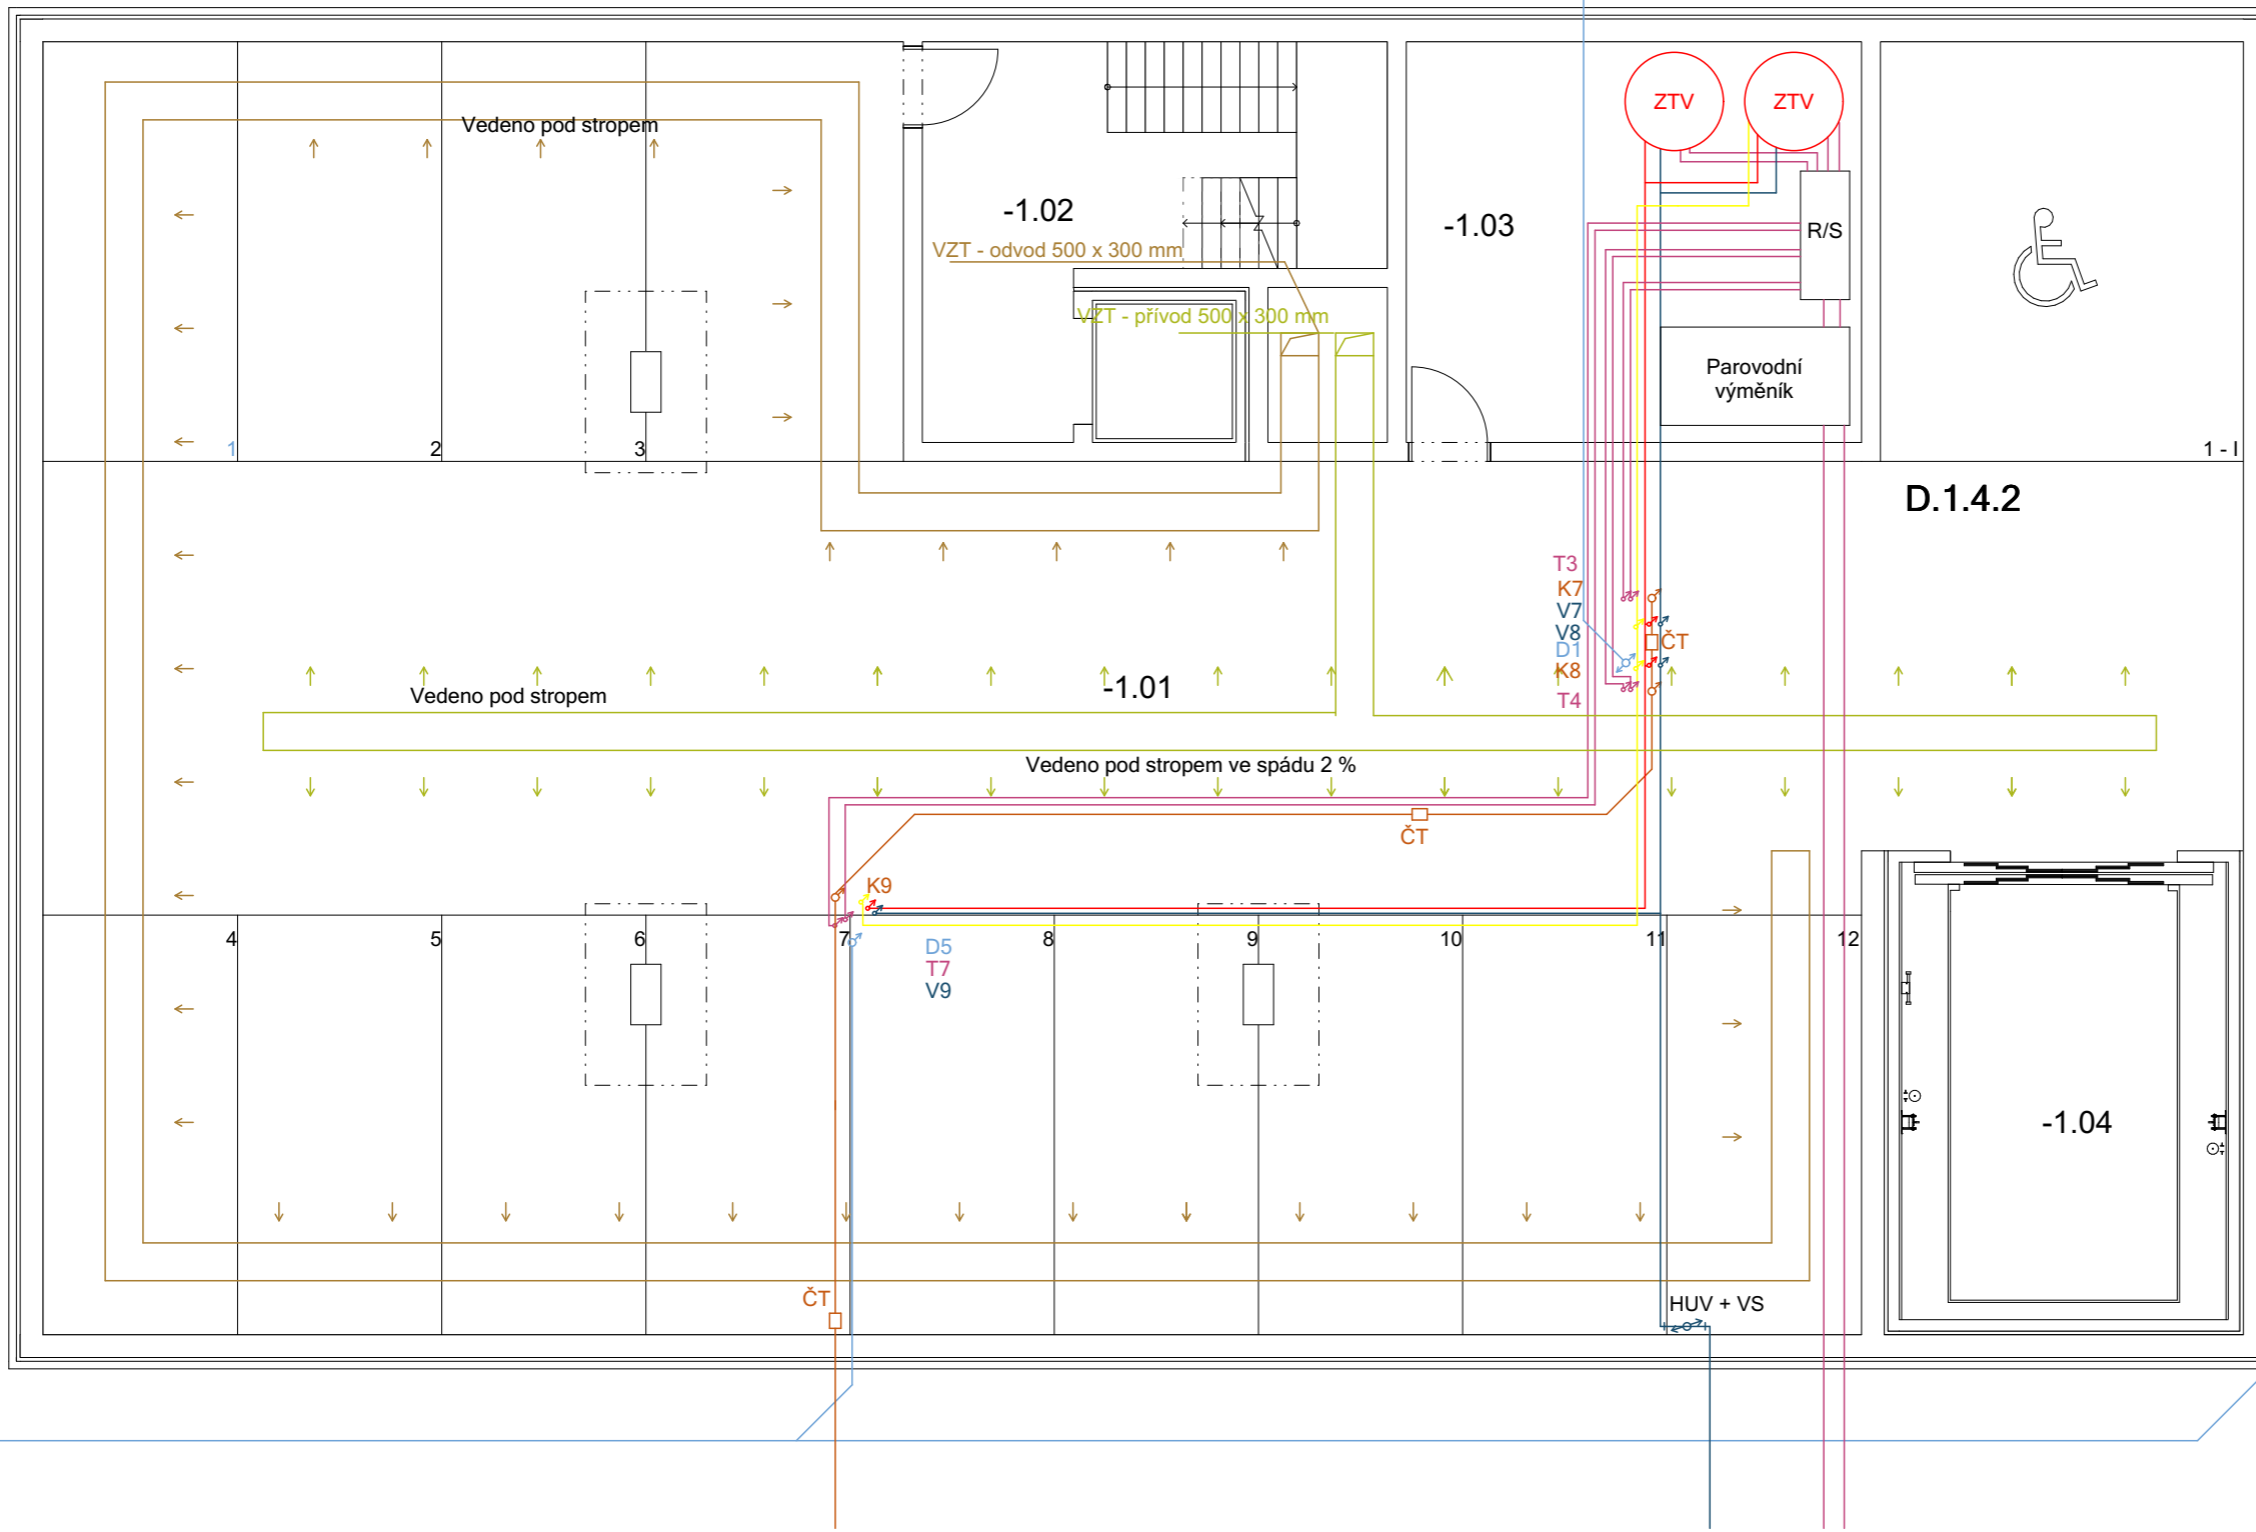 ZTV
ZTV
Vedeno pod stropem
-1.02
-1.03
R/S
VZT - odvod 500 x 300 mm
VZT - přívod 500 x 300 mm
Parovodní
výměník
1
2
3
1 - I
D.1.4.2
T3
K7
V7
V8
D1
K8
T4
ČT
Vedeno pod stropem
-1.01
Vedeno pod stropem ve spádu 2 %
ČT
K9
4
5
6
7
8
9
10
11
12
D5
T7
V9
-1.04
ČT
HUV + VS